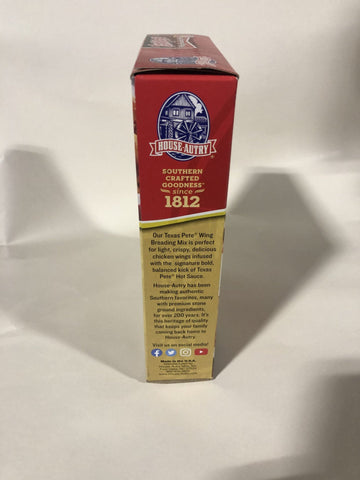 HOUSE-AUTRY
SOUTHERN
CRAFTED
GOODNESS™
since
1812
Our Texas Pete® Wing
Breading Mix is perfect
for light, crispy, delicious
chicken wings infused
with the signature bold,
balanced kick of Texas
Pete® Hot Sauce.
House-Autry has been
making authentic
Southern favorites, many
with premium stone
ground ingredients,
for over 200 years. It's
this heritage of quality
that keeps your family
coming back home to
House-Autry.
Visit us on social media!
Made in the U.S.A.